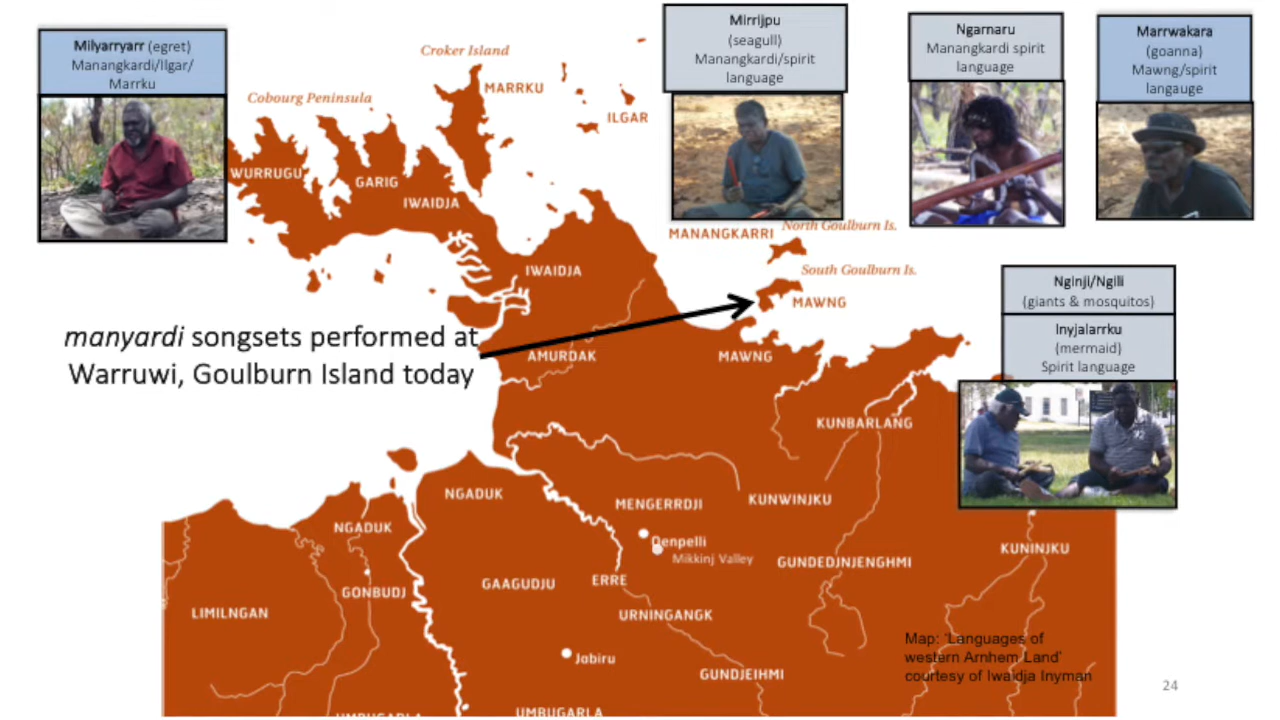 Milyarryarr (egret)
Manangkardi/Ilgar/
Marrku
Mirrijpu
(seagull)
Manangkardi/spirit
language
Ngarnaru
Manangkardi spirit
language
Marrwakara
(goanna)
Mawng/spirit
langauge
Croker Island
MARRKU
Cobourg Peninsula
ILGAR
WURRUGU
GARIG
IWAIDJA
MANANGKARRI
North Goulburn Is.
IWAIDJA
South Goulburn Is.
MAWNG
Nginji/Ngili
(giants & mosquitos)
Inyjalarrku
(mermaid)
Spirit language
manyardi songsets performed at
Warruwi, Goulburn Island today
AMURDAK
MAWNG
KUNBARLANG
NGADUK
MENGERRDJI
KUNWINJKU
NGADUK
Oenpelli
Mikkinj Valley
GUNDEDJNJENGHMI
KUNINJKU
GONBUDJ
GAAGUDJU
ERRE
LIMILNGAN
URNINGANGK
Jabiru
GUNDJEIHMI
Map: 'Languages of
western Arnhem Land'
courtesy of Iwaidja Inyman
24
UMBUGARLA
UMBUGARLA